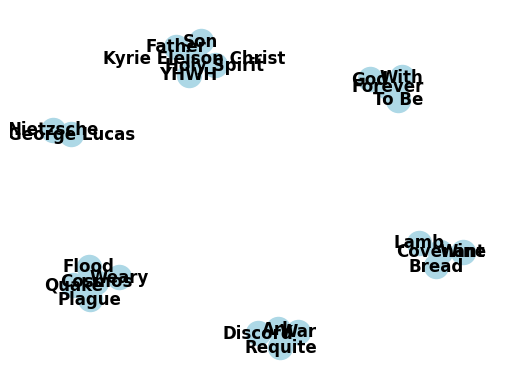 Son
Father
Kyrie Eleison Christ
Holy Spirit
YHWH
God
With
Forever
To Be
Nietzsche
George Lucas
Lamb
Covenant
Wine
Bread
Flood
Weary
Cosmos
Quake
Plague
Ark
War
Discord
Requite